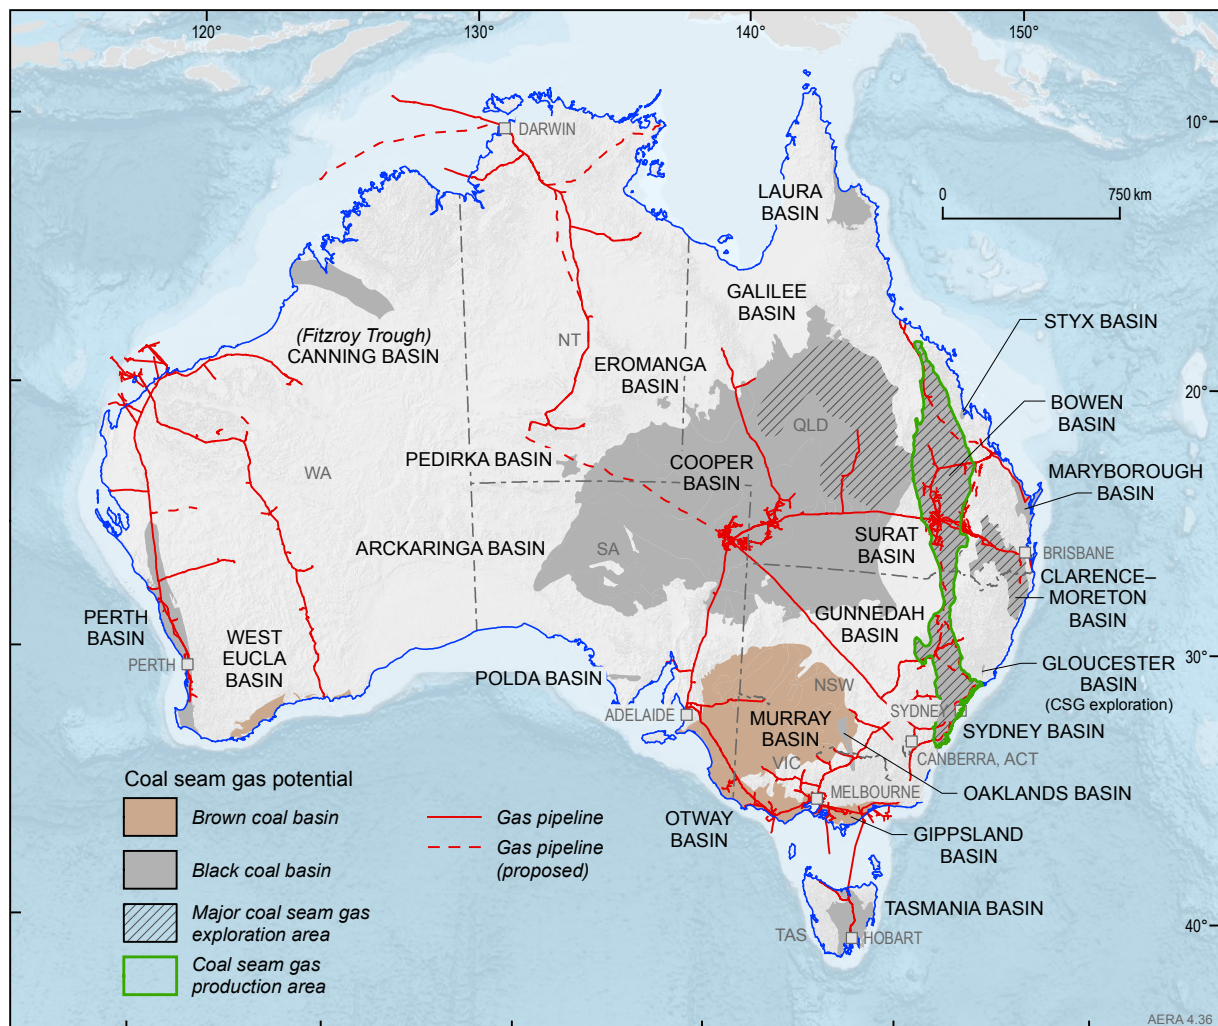 120°
130°
140°
150°
10°
DARWIN
LAURA
BASIN
0
750 km
GALILEE
BASIN
STYX BASIN
(Fitzroy Trough)
CANNING BASIN
NT
EROMANGA
BASIN
20°
BOWEN
BASIN
QLD
WA
PEDIRKA BASIN
COOPER
BASIN
MARYBOROUGH
BASIN
ARCKARINGA BASIN
SA
SURAT
BASIN
BRISBANE
CLARENCE–
MORETON
BASIN
PERTH
BASIN
WEST
EUCLA
BASIN
GUNNEDAH
BASIN
PERTH
POLDA BASIN
30°
GLOUCESTER
BASIN
(CSG exploration)
NSW
ADELAIDE
MURRAY
BASIN
SYDNEY
SYDNEY BASIN
VIC
CANBERRA, ACT
Coal seam gas potential
MELBOURNE
OAKLANDS BASIN
Brown coal basin
Gas pipeline
OTWAY
BASIN
GIPPSLAND
BASIN
Gas pipeline
(proposed)
Black coal basin
TASMANIA BASIN
Major coal seam gas
exploration area
TAS
HOBART
40°
Coal seam gas
production area
AERA 4.36